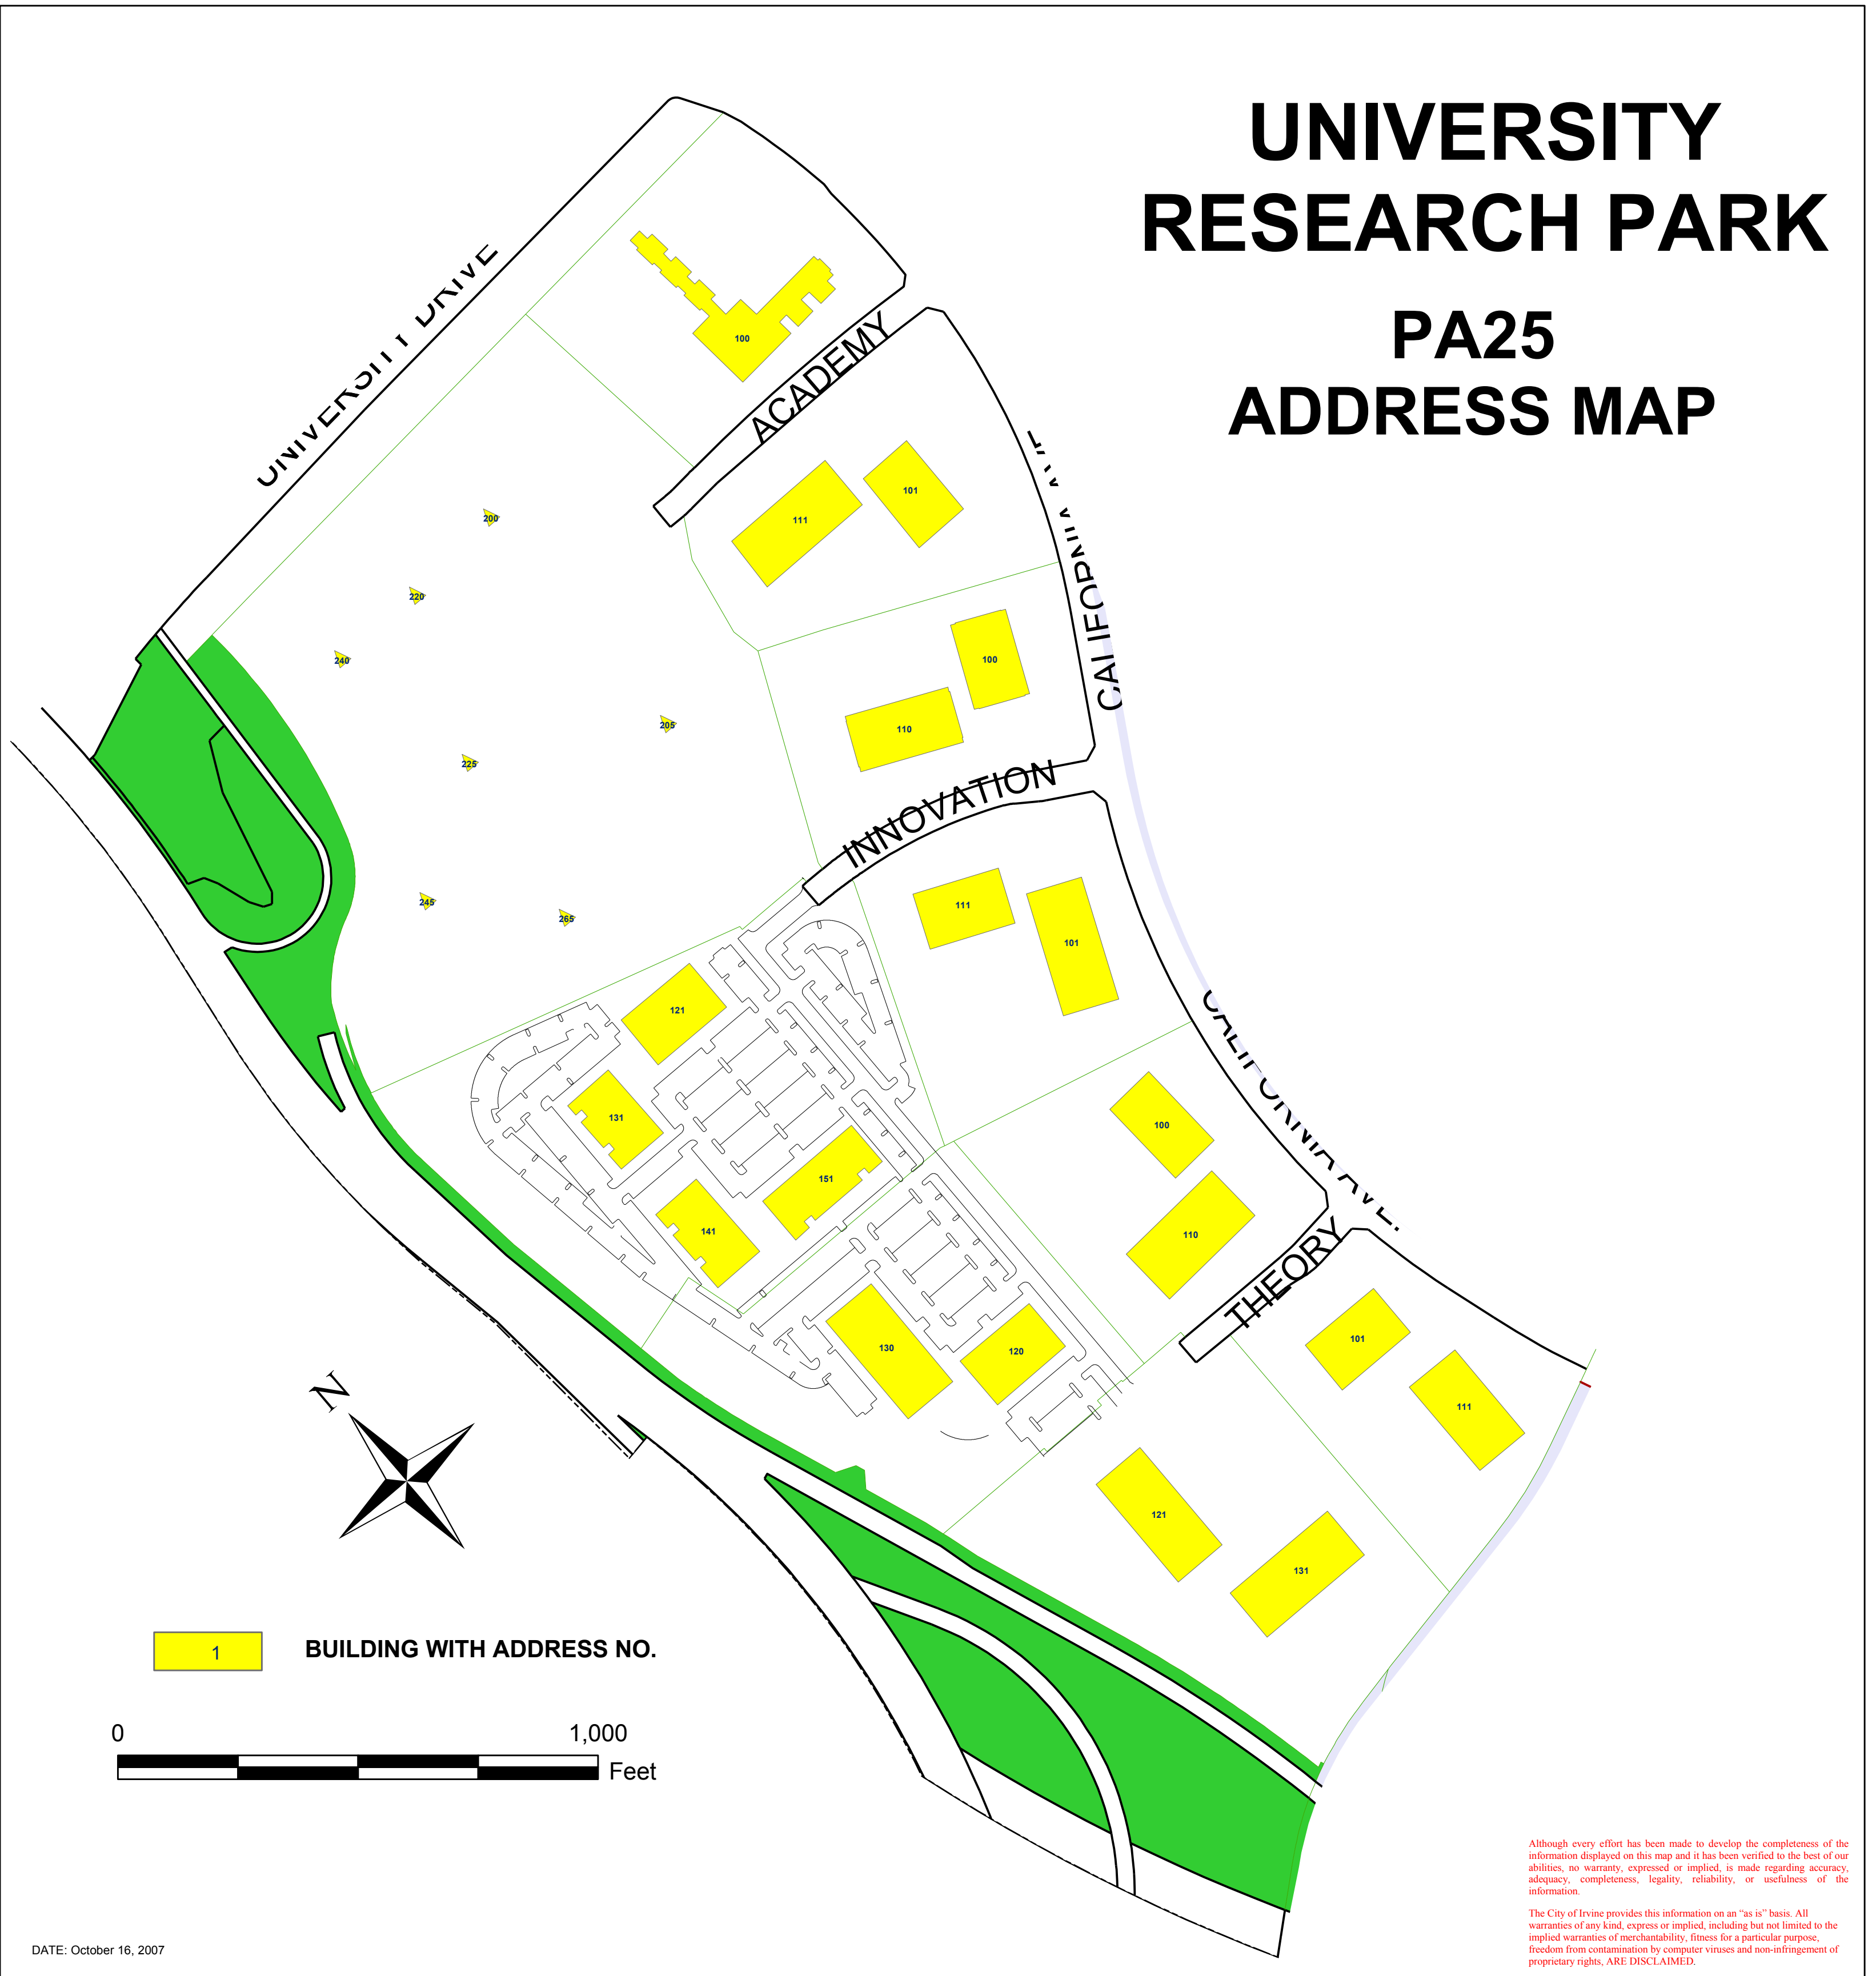 UNIVERSITY
RESEARCH PARK
PA25
ADDRESS MAP
UNIVERSITY DRIVE
100
ACADEMY
101
111
200
220
240
205
225
245
265
100
110
CALIFORNIA
INNOVATION
111
101
CALIFORNIA AVE.
121
131
151
141
100
110
THEORY
130
120
101
111
121
131
N
1
BUILDING WITH ADDRESS NO.
0 1,000
Feet
Although every effort has been made to develop the completeness of the
information displayed on this map and it has been verified to the best of our
abilities, no warranty, expressed or implied, is made regarding accuracy,
adequacy, completeness, legality, reliability, or usefulness of the
information.
The City of Irvine provides this information on an “as is” basis. All
warranties of any kind, express or implied, including but not limited to the
implied warranties of merchantability, fitness for a particular purpose,
freedom from contamination by computer viruses and non-infringement of
proprietary rights, ARE DISCLAIMED.
DATE: October 16, 2007